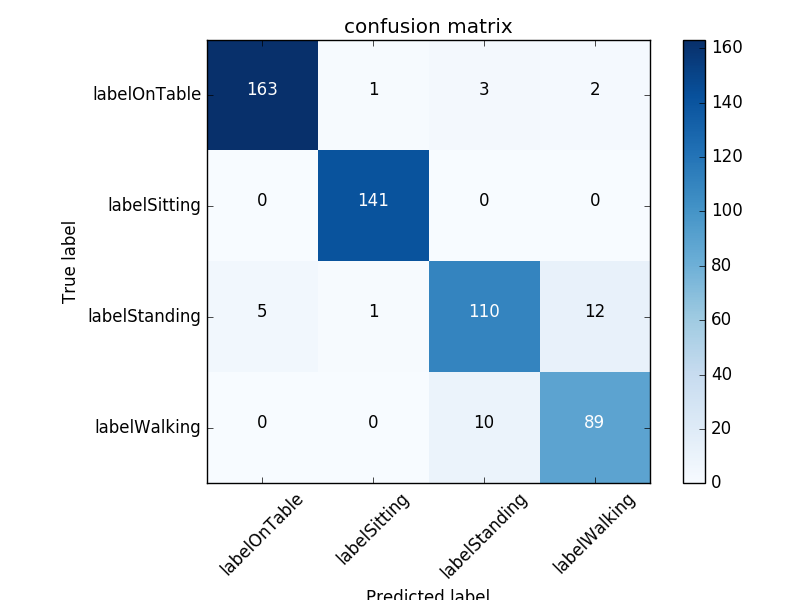 confusion matrix
labelOnTable 163 1 3 2
labelSitting 0 141 0 0
labelStanding 5 1 110 12
labelWalking 0 0 10 89
True label
labelOnTable labelSitting labelStanding labelWalking
Predicted label
160
140
120
100
80
60
40
20
0